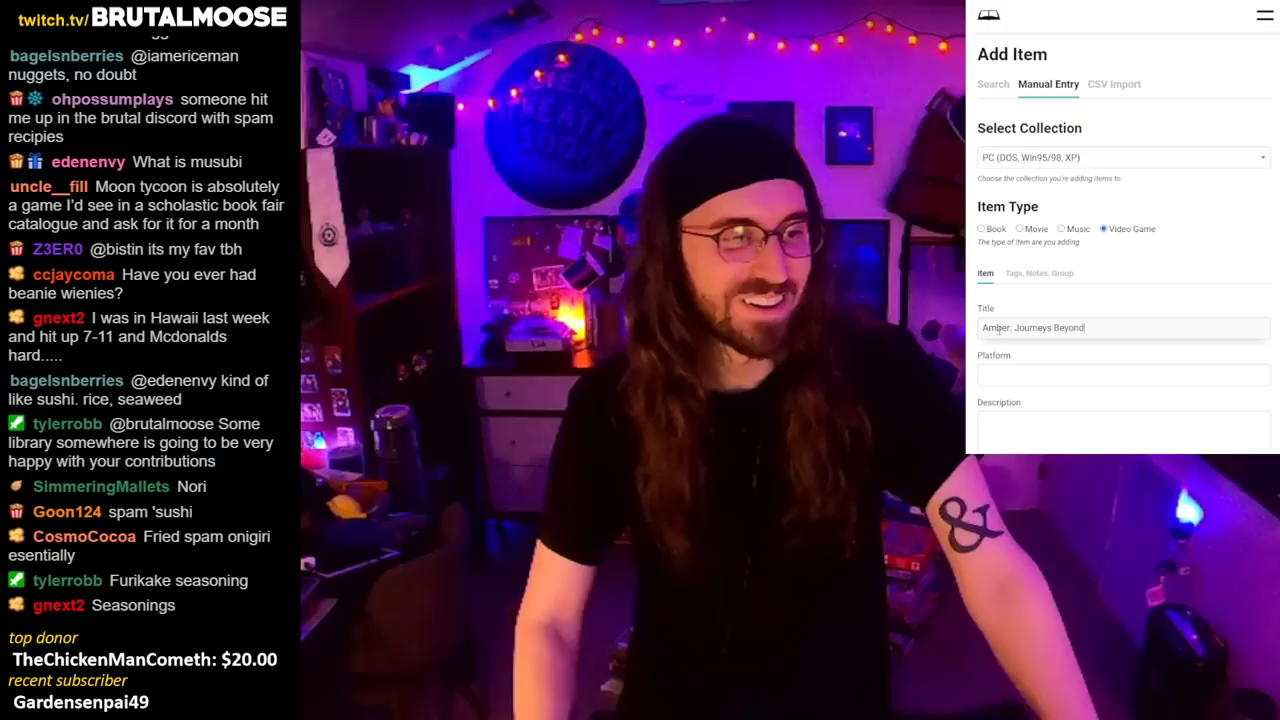 twitch.tv/BRUTALMOOSE
bagelsnberries @iamericeman
nuggets, no doubt
ohpossumplays someone hit
me up in the brutal discord with spam
recipies
edenenvy What is musubi
uncle__fill Moon tycoon is absolutely
a game I'd see in a scholastic book fair
catalogue and ask for it for a month
Z3ER0 @bistin its my fav tbh
ccjaycoma Have you ever had
beanie wienies?
gnext2 I was in Hawaii last week
and hit up 7-11 and Mcdonalds
hard.....
bagelsnberries @edenenvy kind of
like sushi. rice, seaweed
tylerrobb @brutalmoose Some
library somewhere is going to be very
happy with your contributions
SimmeringMallets Nori
Goon124 spam 'sushi
CosmoCocoa Fried spam onigiri
esentially
tylerrobb Furikake seasoning
gnext2 Seasonings
top donor
TheChickenManCometh: $20.00
recent subscriber
Gardensenpai49
&
Add Item
Search Manual Entry CSV Import
Select Collection
PC (DOS, Win95/98, XP)
Choose the collection you're adding items to.
Item Type
Book Movie Music Video Game
The type of item are you adding
Item Tags, Notes, Group
Title
Amber: Journeys Beyond
Platform
Description